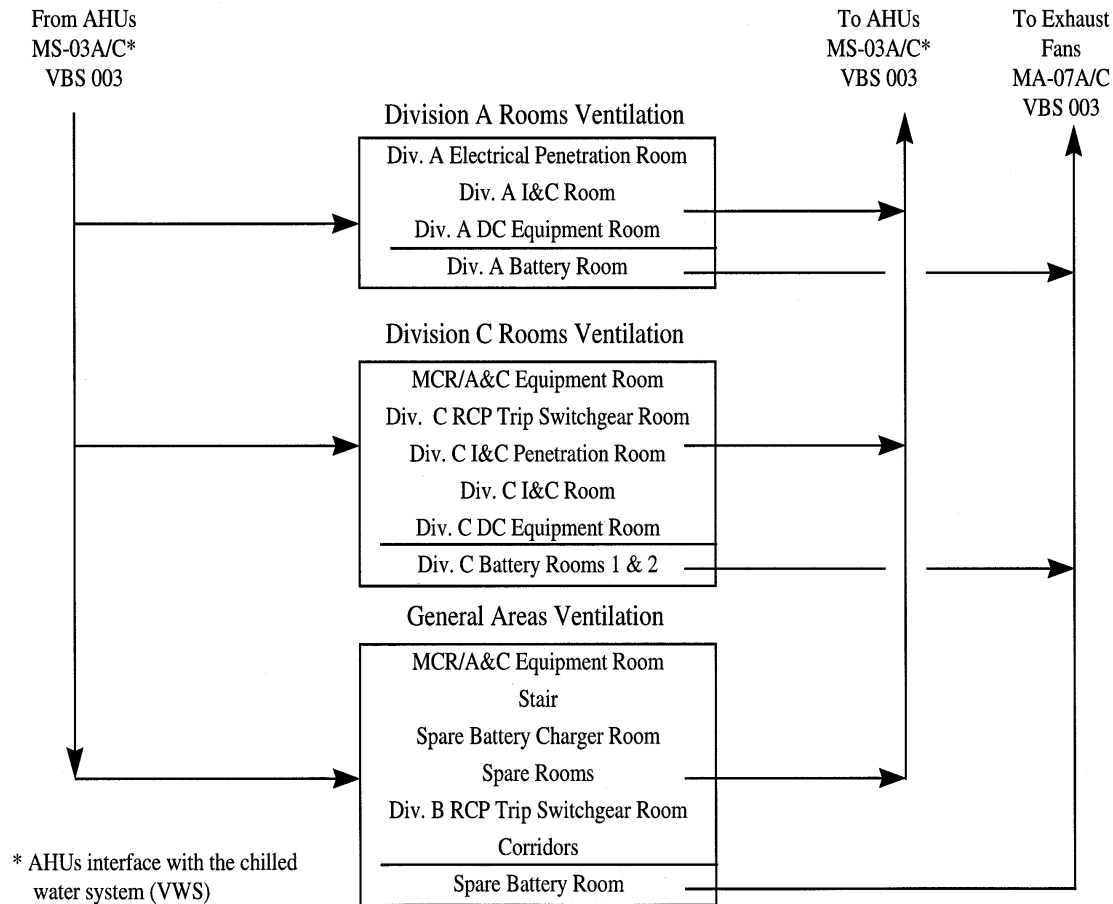 From AHUs
MS-03A/C*
VBS 003
To AHUs
MS-03A/C*
VBS 003
To Exhaust
Fans
MA-07A/C
VBS 003
Division A Rooms Ventilation
Div. A Electrical Penetration Room
Div. A I&C Room
Div. A DC Equipment Room
Div. A Battery Room
Division C Rooms Ventilation
MCR/A&C Equipment Room
Div. C RCP Trip Switchgear Room
Div. C I&C Penetration Room
Div. C I&C Room
Div. C DC Equipment Room
Div. C Battery Rooms 1 & 2
General Areas Ventilation
MCR/A&C Equipment Room
Stair
Spare Battery Charger Room
Spare Rooms
Div. B RCP Trip Switchgear Room
Corridors
Spare Battery Room
* AHUs interface with the chilled
water system (VWS)